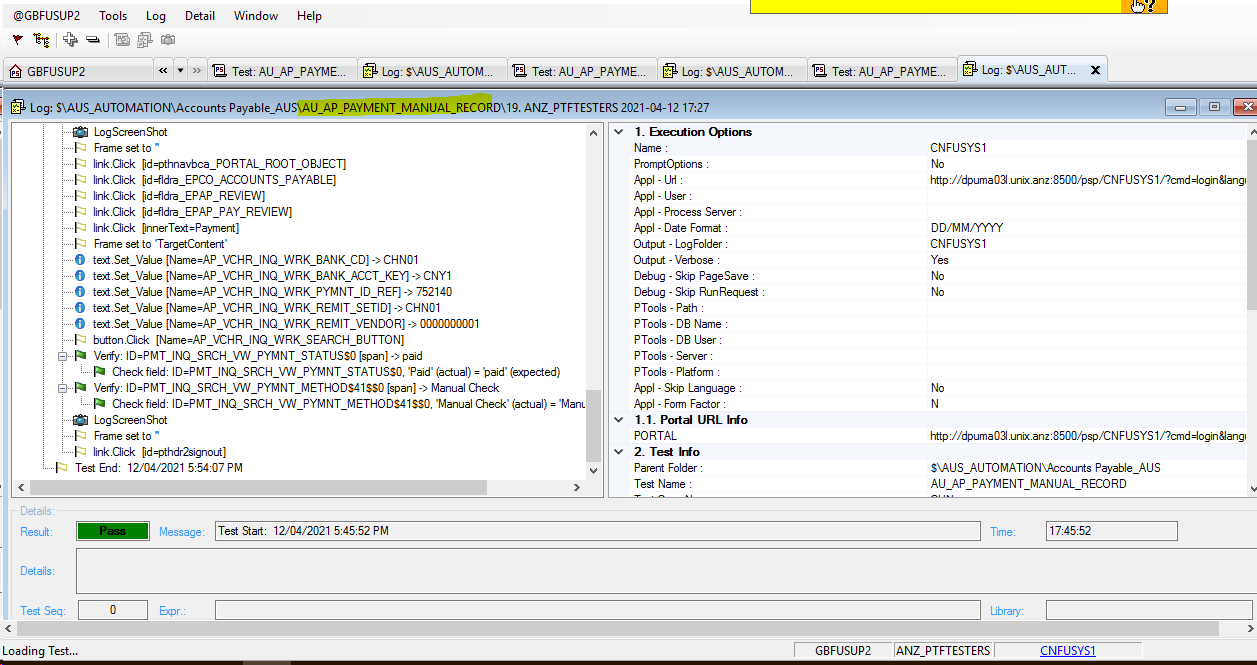 @GBFUSUP2 Tools Log Detail Window Help
GBFUSUP2 Test: AU_AP_PAYME... Log: $\AUS_AUTOM... Test: AU_AP_PAYME... Log: $\AUS_AUTOM... Test: AU_AP_PAYME... Log: $\AUS_AUT...
Log: $\AUS_AUTOMATION\Accounts Payable_AUS\AU_AP_PAYMENT_MANUAL_RECORD\19. ANZ_PTFTESTERS 2021-04-12 17:27
LogScreenShot
Frame set to ''
link.Click [id=pthnavbca_PORTAL_ROOT_OBJECT]
link.Click [id=fldra_EPCO_ACCOUNTS_PAYABLE]
link.Click [id=fldra_EPAP_REVIEW]
link.Click [id=fldra_EPAP_PAY_REVIEW]
link.Click [innerText=Payment]
Frame set to 'TargetContent'
text.Set_Value [Name=AP_VCHR_INQ_WRK_BANK_CD] -> CHN01
text.Set_Value [Name=AP_VCHR_INQ_WRK_BANK_ACCT_KEY] -> CNY1
text.Set_Value [Name=AP_VCHR_INQ_WRK_PYMNT_ID_REF] -> 752140
text.Set_Value [Name=AP_VCHR_INQ_WRK_REMIT_SETID] -> CHN01
text.Set_Value [Name=AP_VCHR_INQ_WRK_REMIT_VENDOR] -> 0000000001
button.Click [Name=AP_VCHR_INQ_WRK_SEARCH_BUTTON]
Verify: ID=PMT_INQ_SRCH_VW_PYMNT_STATUS$0 [span] -> paid
Check field: ID=PMT_INQ_SRCH_VW_PYMNT_STATUS$0, 'Paid' (actual) = 'paid' (expected)
Verify: ID=PMT_INQ_SRCH_VW_PYMNT_METHOD$41$$0 [span] -> Manual Check
Check field: ID=PMT_INQ_SRCH_VW_PYMNT_METHOD$41$$0, 'Manual Check' (actual) = 'Manu
LogScreenShot
Frame set to ''
link.Click [id=pthdr2signout]
Test End: 12/04/2021 5:54:07 PM
1. Execution Options
Name : CNFUSYS1
PromptOptions : No
Appl - Url : http://dpuma03l.unix.anz:8500/psp/CNFUSYS1/?cmd=login&langu
Appl - User :
Appl - Process Server :
Appl - Date Format : DD/MM/YYYY
Output - LogFolder : CNFUSYS1
Output - Verbose : Yes
Debug - Skip PageSave : No
Debug - Skip RunRequest : No
PTools - Path :
PTools - DB Name :
PTools - DB User :
PTools - Server :
PTools - Platform :
Appl - Skip Language : No
Appl - Form Factor : N
1.1. Portal URL Info
PORTAL http://dpuma03l.unix.anz:8500/psp/CNFUSYS1/?cmd=login&langu
2. Test Info
Parent Folder : $\AUS_AUTOMATION\Accounts Payable_AUS
Test Name : AU_AP_PAYMENT_MANUAL_RECORD
Details:
Result: Pass Message: Test Start: 12/04/2021 5:45:52 PM Time: 17:45:52
Details:
Test Seq: 0 Expr.: Library:
Loading Test... GBFUSUP2 ANZ_PTFTESTERS CNFUSYS1